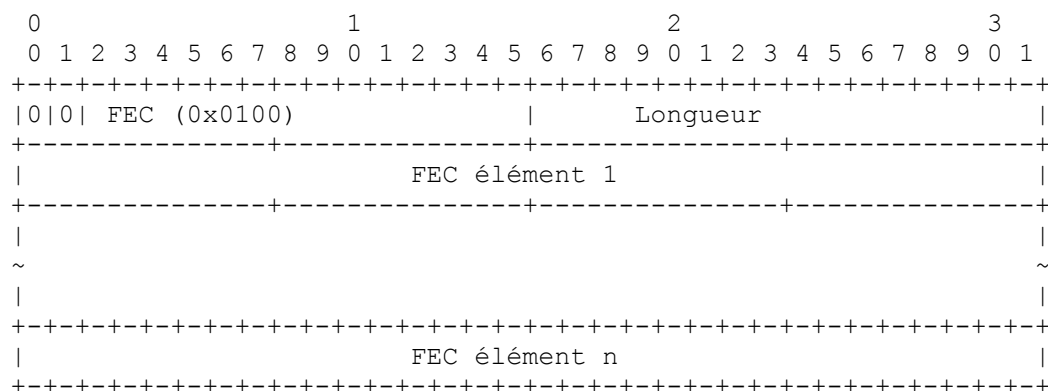 0                   1                   2                   3
 0 1 2 3 4 5 6 7 8 9 0 1 2 3 4 5 6 7 8 9 0 1 2 3 4 5 6 7 8 9 0 1
+-+-+-+-+-+-+-+-+-+-+-+-+-+-+-+-+-+-+-+-+-+-+-+-+-+-+-+-+-+-+-+-+
|0|0| FEC (0x0100)              |      Longueur                 |
+---------------+---------------+---------------+---------------+
|                        FEC élément 1                          |
+---------------+---------------+---------------+---------------+
|                                                               |
~                                                               ~
|                                                               |
+-+-+-+-+-+-+-+-+-+-+-+-+-+-+-+-+-+-+-+-+-+-+-+-+-+-+-+-+-+-+-+-+
|                        FEC élément n                          |
+-+-+-+-+-+-+-+-+-+-+-+-+-+-+-+-+-+-+-+-+-+-+-+-+-+-+-+-+-+-+-+-+